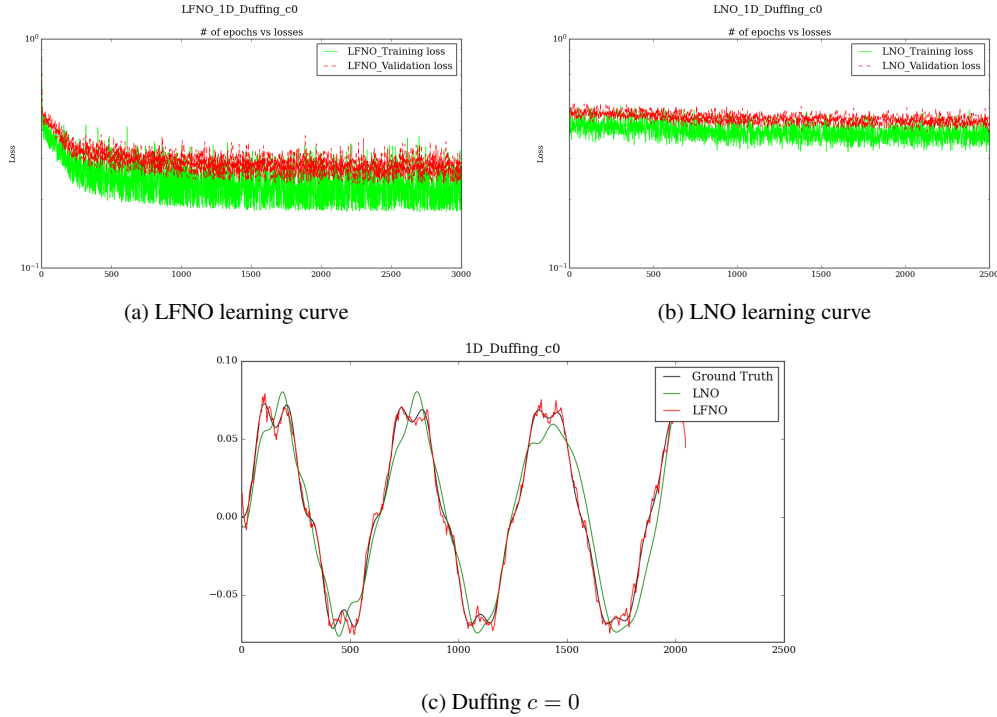 LFNO_1D_Duffing_c0
# of epochs vs losses
10^0
LFNO_Training loss
LFNO_Validation loss
Loss
10^-1
0 500 1000 1500 2000 2500 3000
(a) LFNO learning curve
LNO_1D_Duffing_c0
# of epochs vs losses
10^0
LNO_Training loss
LNO_Validation loss
Loss
10^-1
0 500 1000 1500 2000 2500
(b) LNO learning curve
1D_Duffing_c0
0.10
0.05
0.00
−0.05
Ground Truth
LNO
LFNO
0 500 1000 1500 2000 2500
(c) Duffing c = 0